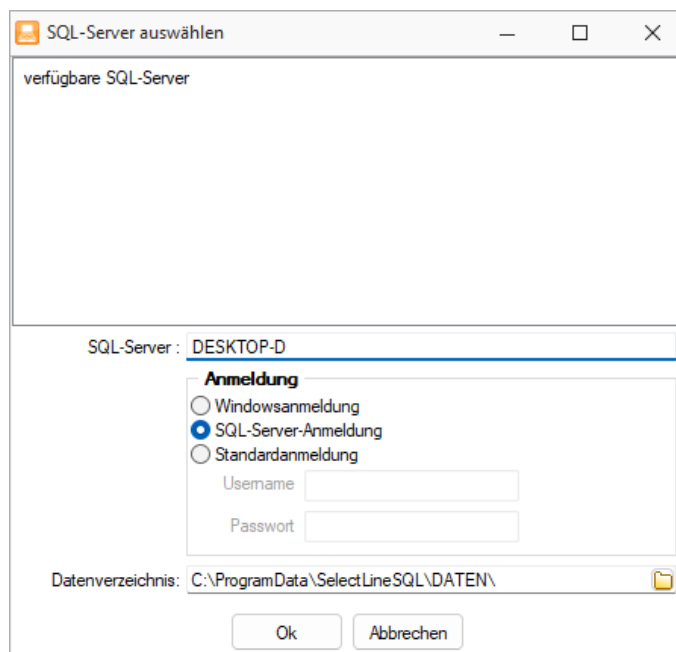 SQL-Server auswählen
verfügbare SQL-Server
SQL-Server : DESKTOP-D
Anmeldung
Windowsanmeldung
SQL-Server-Anmeldung
Standardanmeldung
Username
Passwort
Datenverzeichnis: C:\ProgramData\SelectLineSQL\DATEN\
Ok Abbrechen